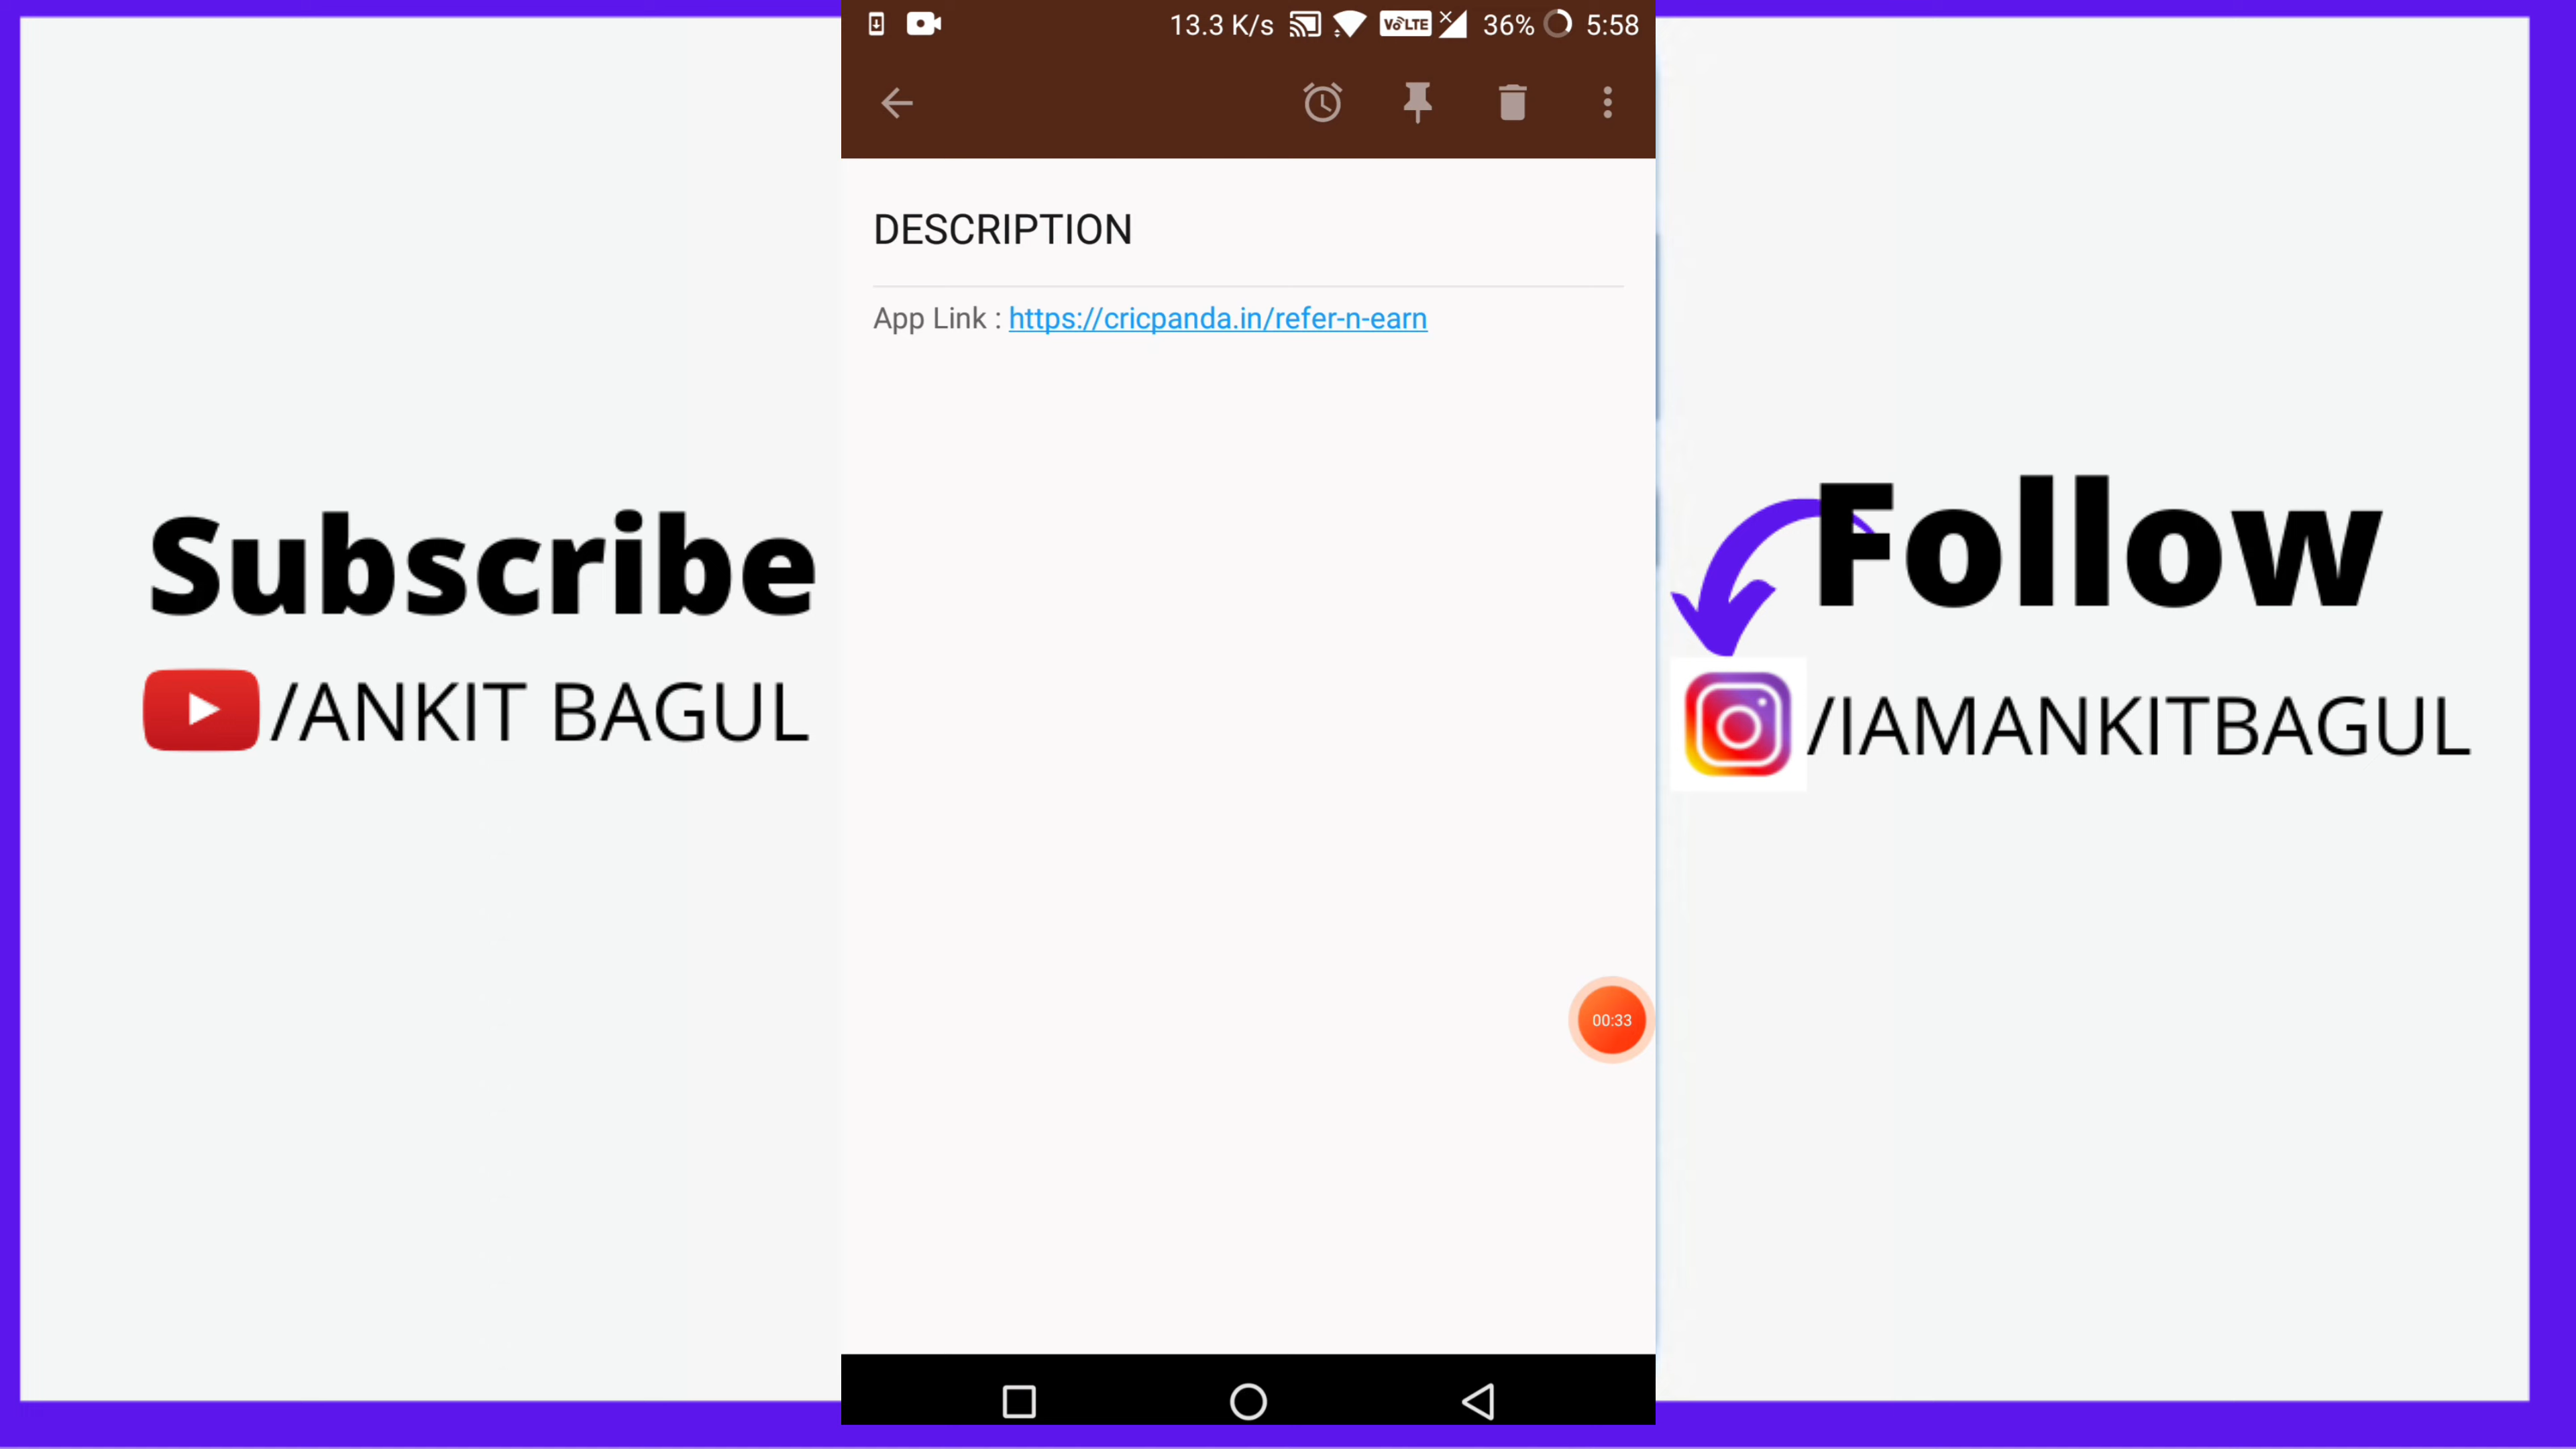 13.3 K/s VoLTE 36% 5:58
DESCRIPTION
App Link : https://cricpanda.in/refer-n-earn
Subscribe
/ANKIT BAGUL
Follow
/IAMANKITBAGUL
00:33